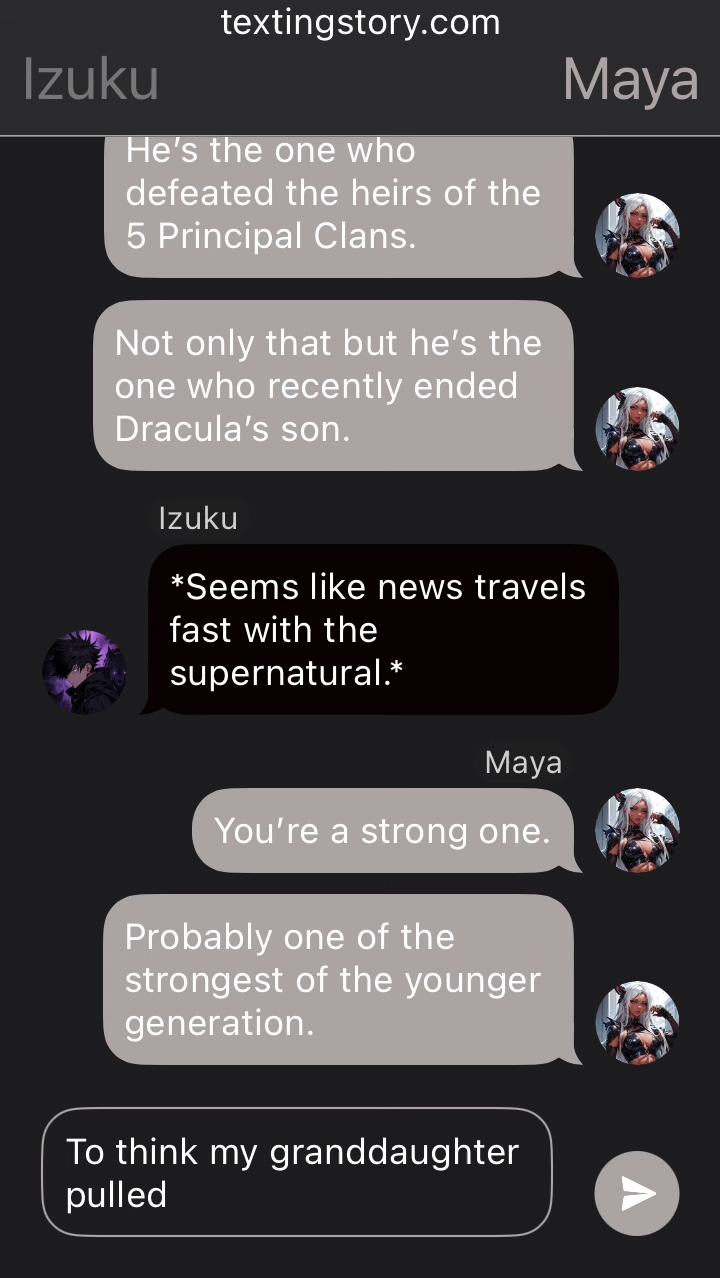 textingstory.com
Izuku
Maya
He's the one who
defeated the heirs of the
5 Principal Clans.
Not only that but he's the
one who recently ended
Dracula's son.
Izuku
*Seems like news travels
fast with the
supernatural.*
Maya
You're a strong one.
Probably one of the
strongest of the younger
generation.
To think my granddaughter
pulled